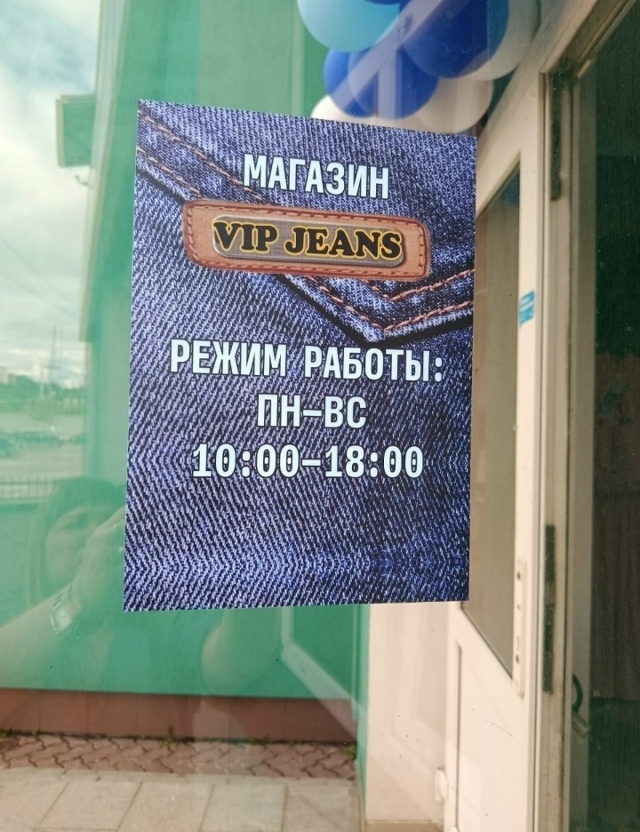 МАГАЗИН
VIP JEANS
РЕЖИМ РАБОТЫ:
ПН-ВС
10:00-18:00